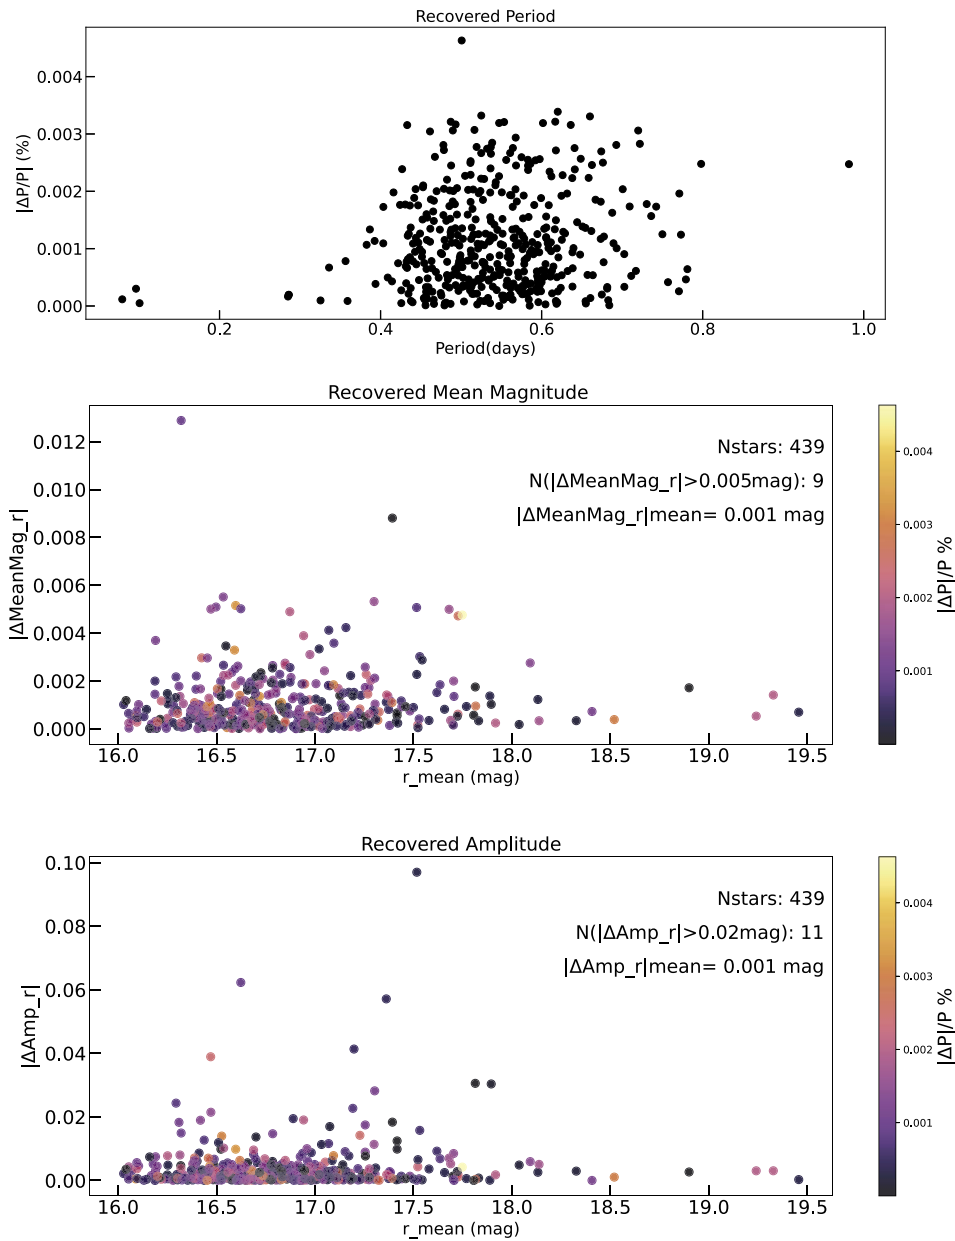 Recovered Period
|ΔP/P| (%)
0.004
0.003
0.002
0.001
0.000
0.2 0.4 0.6 0.8 1.0
Period(days)
Recovered Mean Magnitude
|ΔMeanMag_r|
0.012
0.010
0.008
0.006
0.004
0.002
0.000
Nstars: 439
N(|ΔMeanMag_r|>0.005mag): 9
|ΔMeanMag_r|mean= 0.001 mag
16.0 16.5 17.0 17.5 18.0 18.5 19.0 19.5
r_mean (mag)
0.004
0.003
0.002
0.001
|ΔP|/P %
Recovered Amplitude
|ΔAmp_r|
0.10
0.08
0.06
0.04
0.02
0.00
Nstars: 439
N(|ΔAmp_r|>0.02mag): 11
|ΔAmp_r|mean= 0.001 mag
16.0 16.5 17.0 17.5 18.0 18.5 19.0 19.5
r_mean (mag)
0.004
0.003
0.002
0.001
|ΔP|/P %